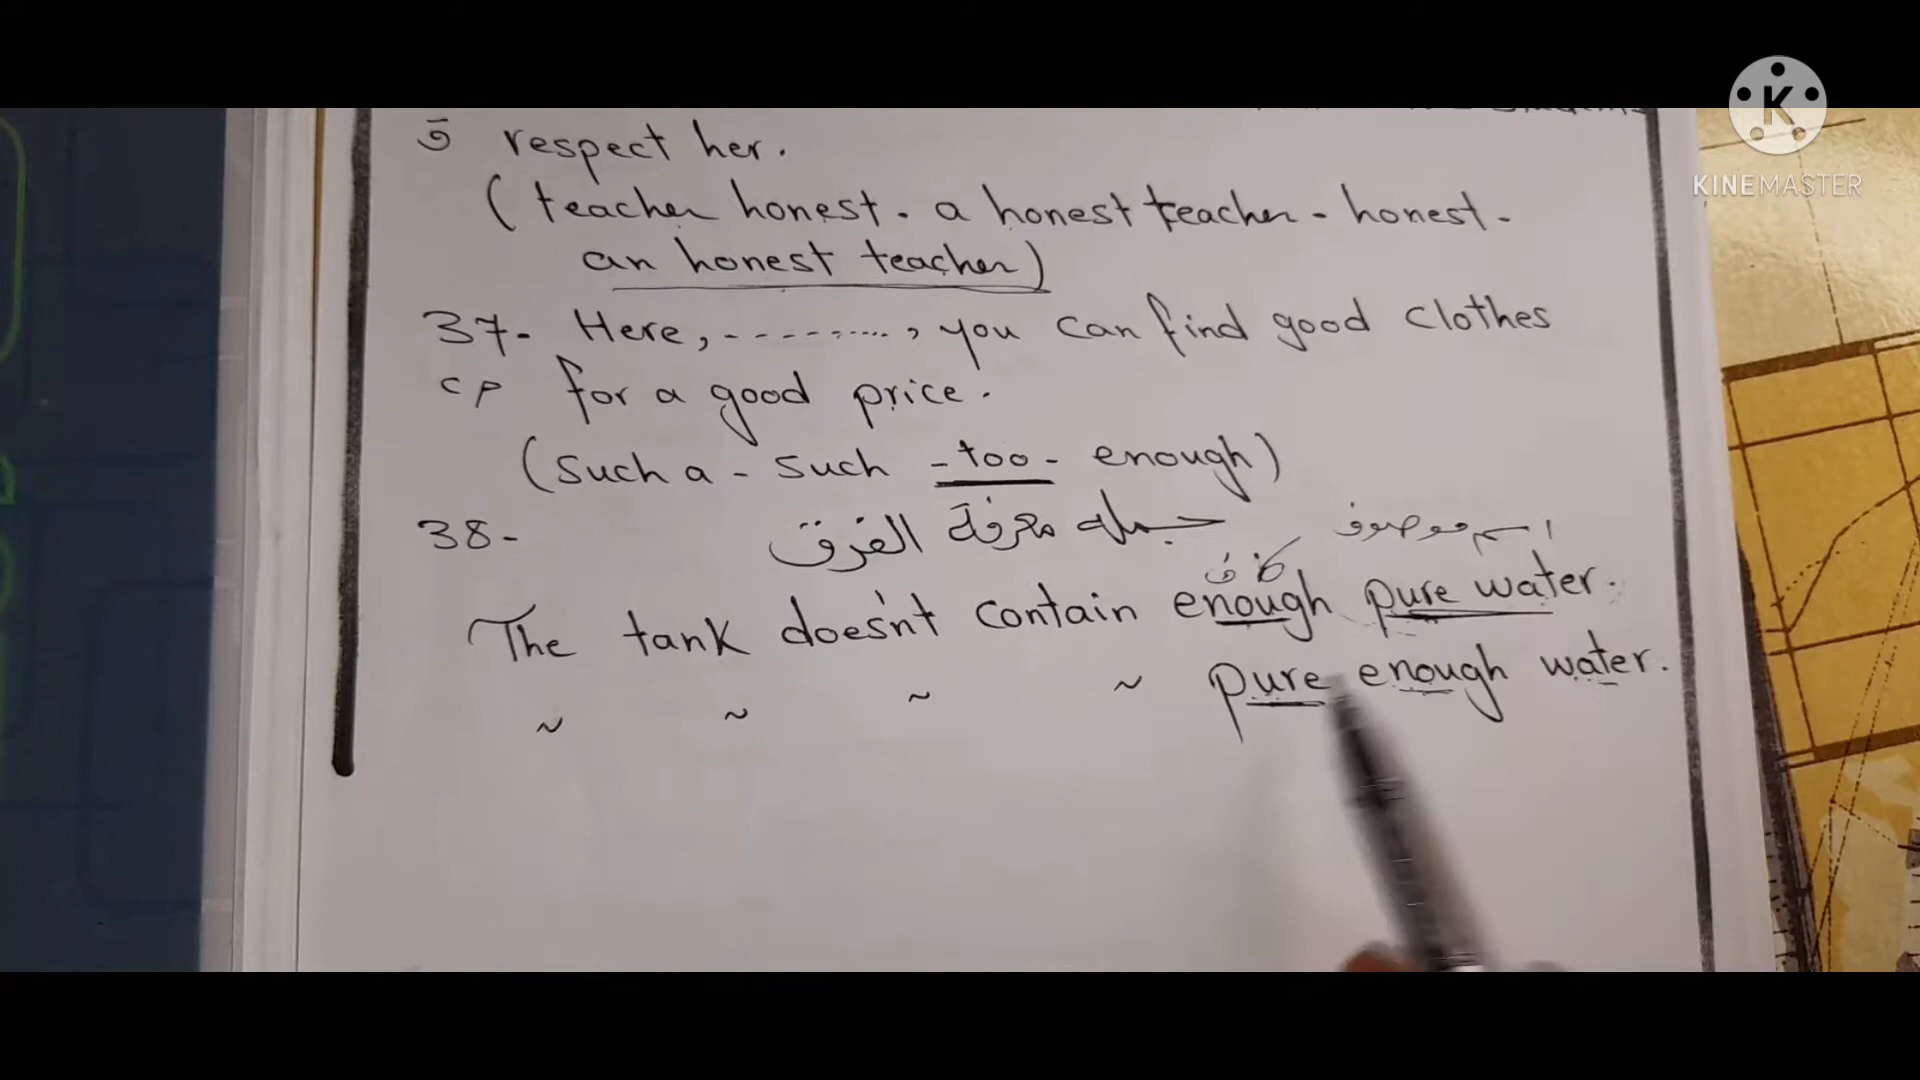 KINEMASTER
respect her.
(teacher honest. a honest teacher - honest -
an honest teacher)
37- Here, ..........., you can find good clothes
for a good price.
(such a - such - too - enough)
38- جمله معرفة الفرق
اسم موصوف
كافي
The tank doesn't contain enough pure water.
~ ~ ~ ~ pure enough water.